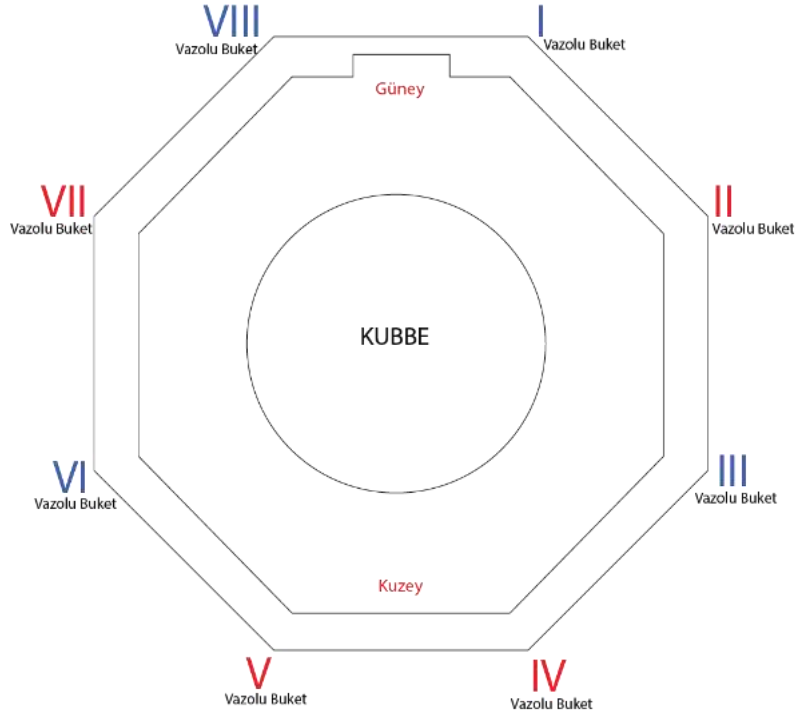 VIII
Vazolu Buket
I
Vazolu Buket
Güney
VII
Vazolu Buket
II
Vazolu Buket
KUBBE
VI
Vazolu Buket
III
Vazolu Buket
Kuzey
V
Vazolu Buket
IV
Vazolu Buket